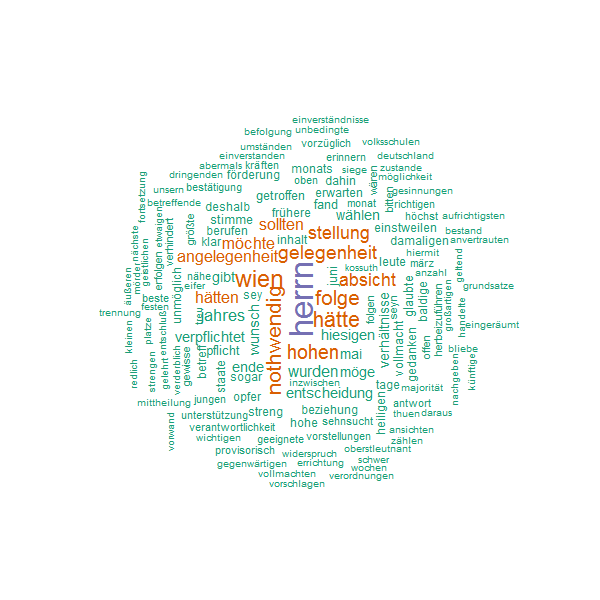 einverständnisse
befolgung unbedingte
umständen vorzüglich volksschulen
einverstanden erinnern deutschland
abermals kräften siege zustande
dringenden förderung monats wären möglichkeit
unsern bestätigung oben dahin bitten gesinnungen
fortsetzung betreffende getroffen erwarten monat richtigen
deshalb frühere fand wählen höchst aufrichtigsten
größte stimme sollten einstweilen bestand
etwaigen verhindert berufen stellung damaligen anvertrauten
nächste klar möchte inhalt gelegenheit hiermit
geistlichen erfolgen angelegenheit leute märz geltend
mörder nähe gibt wien juni kossuth absicht anzahl
äußeren unmöglich eifer herrn grundsatze
beste hätten sey folge seyn baldige großartigen
festen treu jahres nothwendig hätte folgen glaubte handelte
trennung platze entschluß verpflichtet wunsch hiesigen verhältnisse vollmacht offen herbeizuführen eingeräumt
kleinen betreff pflicht hohen mai gedanken bliebe
gelehrt verderblich gewisse ende wurden möge nachgeben künftige
redlich strengen staate sogar inzwischen entscheidung tage majorität
mittheilung jungen opfer antwort
vorwand unterstützung streng beziehung heiligen thuen daraus
verantwortlichkeit hohe sehnsucht ansichten
wichtigen geeignete vorstellungen zählen
provisorisch widerspruch oberstleutnant
gegenwärtigen errichtung schwer
vollmachten wochen
vorschlagen verordnungen